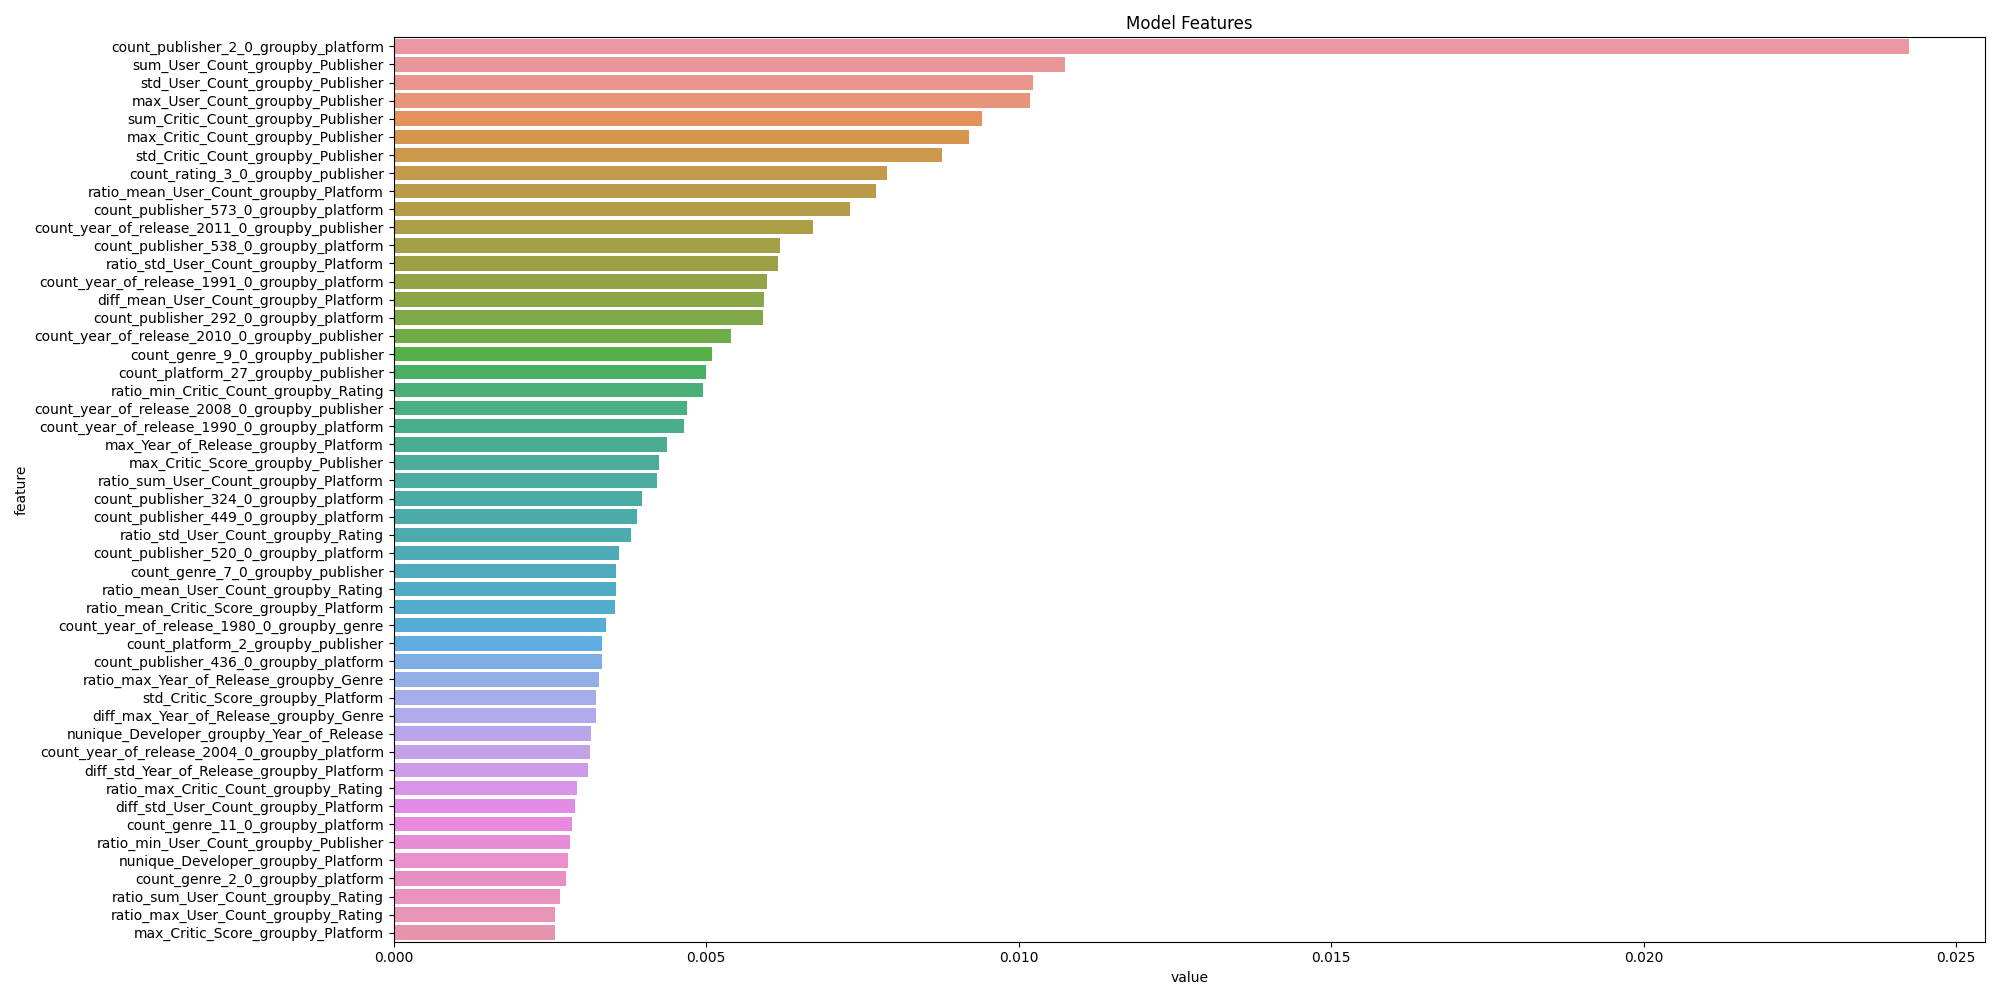 Model Features
count_publisher_2_0_groupby_platform
sum_User_Count_groupby_Publisher
std_User_Count_groupby_Publisher
max_User_Count_groupby_Publisher
sum_Critic_Count_groupby_Publisher
max_Critic_Count_groupby_Publisher
std_Critic_Count_groupby_Publisher
count_rating_3_0_groupby_publisher
ratio_mean_User_Count_groupby_Platform
count_publisher_573_0_groupby_platform
count_year_of_release_2011_0_groupby_publisher
count_publisher_538_0_groupby_platform
ratio_std_User_Count_groupby_Platform
count_year_of_release_1991_0_groupby_platform
diff_mean_User_Count_groupby_Platform
count_publisher_292_0_groupby_platform
count_year_of_release_2010_0_groupby_publisher
count_genre_9_0_groupby_publisher
count_platform_27_groupby_publisher
ratio_min_Critic_Count_groupby_Rating
count_year_of_release_2008_0_groupby_publisher
count_year_of_release_1990_0_groupby_platform
max_Year_of_Release_groupby_Platform
max_Critic_Score_groupby_Publisher
ratio_sum_User_Count_groupby_Platform
count_publisher_324_0_groupby_platform
count_publisher_449_0_groupby_platform
ratio_std_User_Count_groupby_Rating
count_publisher_520_0_groupby_platform
count_genre_7_0_groupby_publisher
ratio_mean_User_Count_groupby_Rating
ratio_mean_Critic_Score_groupby_Platform
count_year_of_release_1980_0_groupby_genre
count_platform_2_groupby_publisher
count_publisher_436_0_groupby_platform
ratio_max_Year_of_Release_groupby_Genre
std_Critic_Score_groupby_Platform
diff_max_Year_of_Release_groupby_Genre
nunique_Developer_groupby_Year_of_Release
count_year_of_release_2004_0_groupby_platform
diff_std_Year_of_Release_groupby_Platform
ratio_max_Critic_Count_groupby_Rating
diff_std_User_Count_groupby_Platform
count_genre_11_0_groupby_platform
ratio_min_User_Count_groupby_Publisher
nunique_Developer_groupby_Platform
count_genre_2_0_groupby_platform
ratio_sum_User_Count_groupby_Rating
ratio_max_User_Count_groupby_Rating
max_Critic_Score_groupby_Platform
feature
0.000 0.005 0.010 0.015 0.020 0.025
value